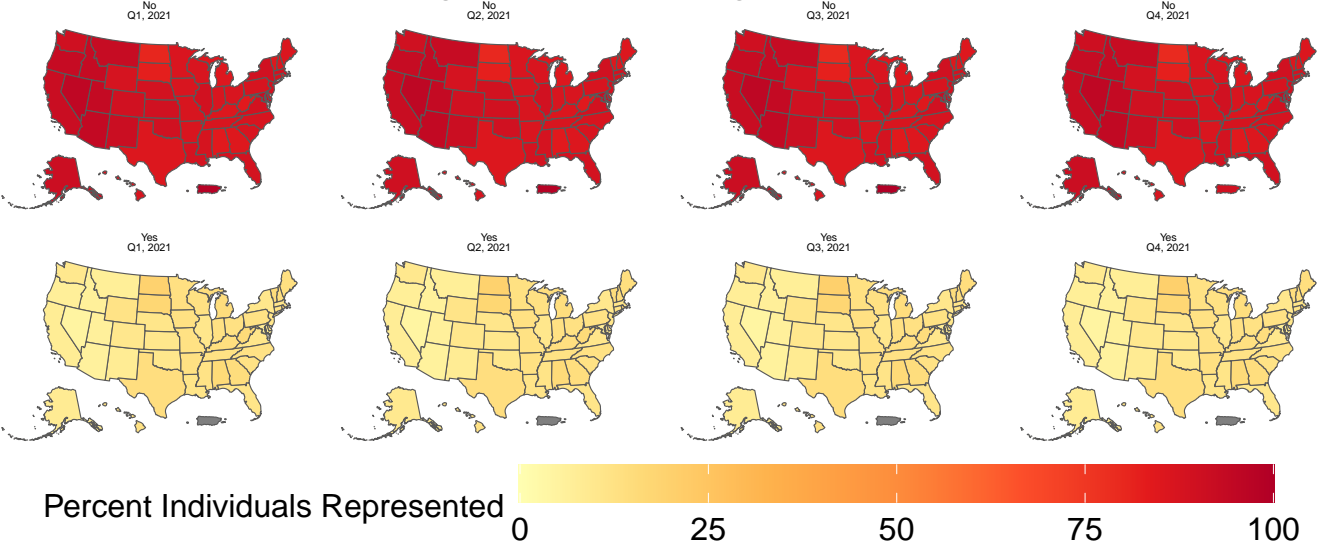 No
Q1, 2021
No
Q2, 2021
No
Q3, 2021
No
Q4, 2021
Yes
Q1, 2021
Yes
Q2, 2021
Yes
Q3, 2021
Yes
Q4, 2021
Percent Individuals Represented
0 25 50 75 100